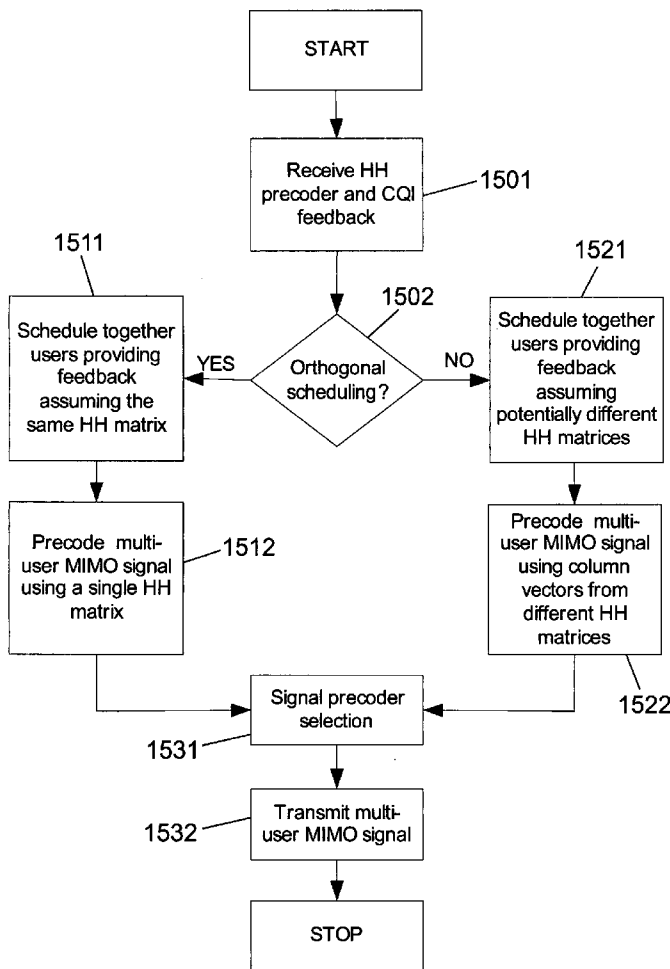 START
Receive HH
precoder and CQI
feedback
1501
1511
1521
1502
Schedule together
users providing
feedback
assuming the
same HH matrix
YES
Orthogonal
scheduling?
NO
Schedule together
users providing
feedback
assuming
potentially different
HH matrices
Precode multi-
user MIMO signal
using a single HH
matrix
1512
Precode multi-
user MIMO signal
using column
vectors from
different HH
matrices
1522
Signal precoder
selection
1531
Transmit multi-
user MIMO signal
1532
STOP